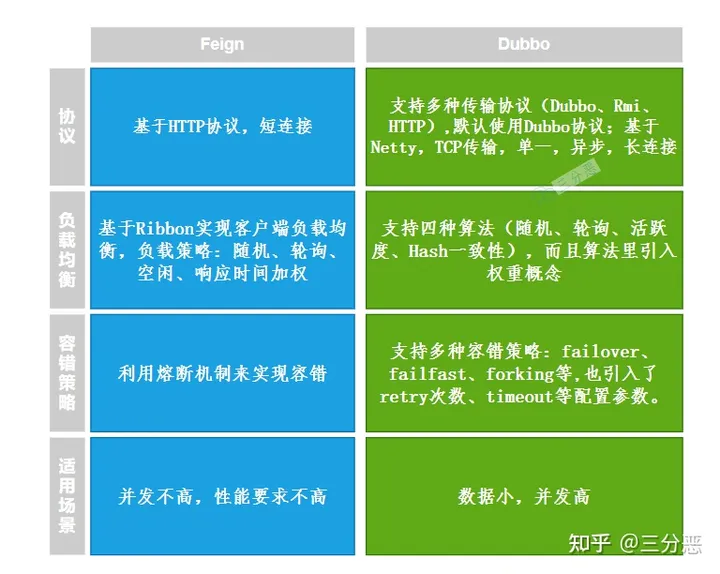 Feign
Dubbo
协议
基于HTTP协议，短连接
支持多种传输协议（Dubbo、Rmi、
HTTP）,默认使用Dubbo协议；基于
Netty，TCP传输，单一，异步，长连接
三分恶
负载均衡
基于Ribbon实现客户端负载均
衡，负载策略：随机、轮询、
空闲、响应时间加权
支持四种算法（随机、轮询、活跃
度、Hash一致性），而且算法里引入
权重概念
容错策略
利用熔断机制来实现容错
支持多种容错策略：failover、
failfast、forking等,也引入了
retry次数、timeout等配置参数。
适用场景
并发不高，性能要求不高
数据小，并发高
知乎 @三分恶